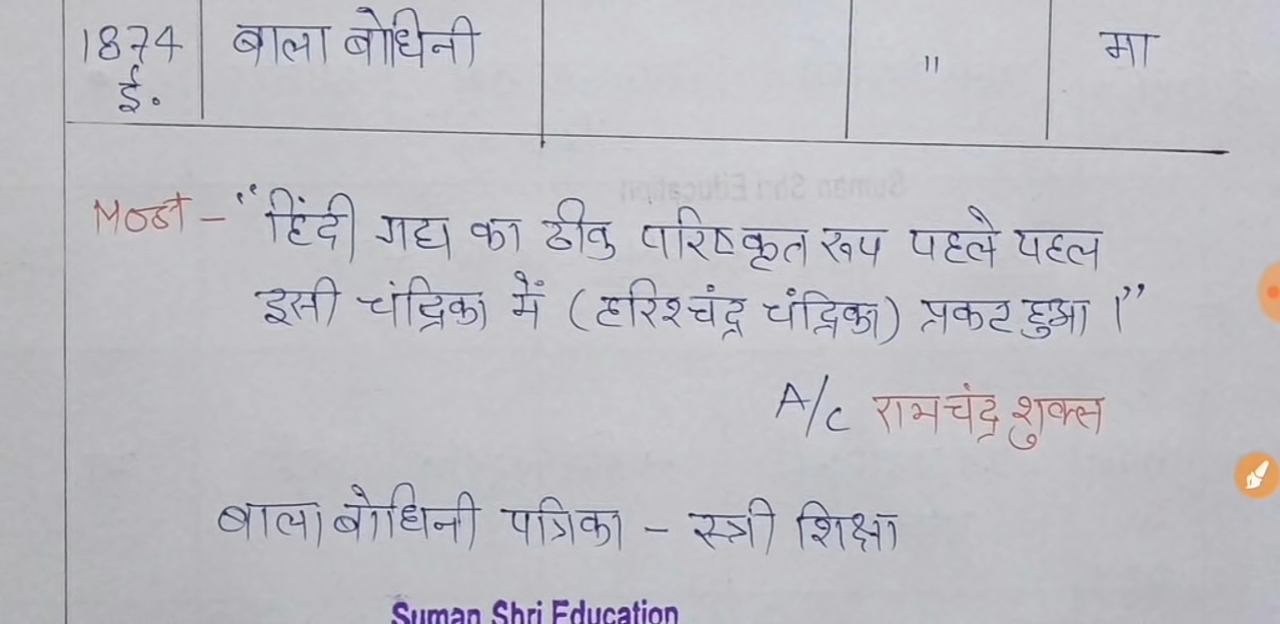 1874 ई. बाला बोधिनी " मा
Most - "हिंदी गद्य का ठीक परिष्कृत रूप पहले पहल
इसी चंद्रिका में (हरिश्चंद्र चंद्रिका) प्रकट हुआ।"
A/c रामचंद्र शुक्ल
बाला बोधिनी पत्रिका - स्त्री शिक्षा
Suman Shri Education